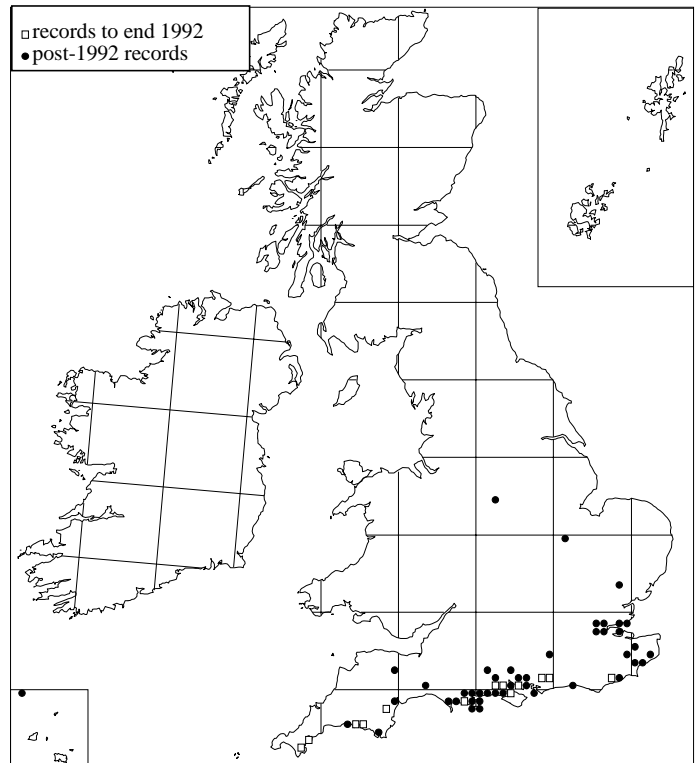 □ records to end 1992
● post-1992 records